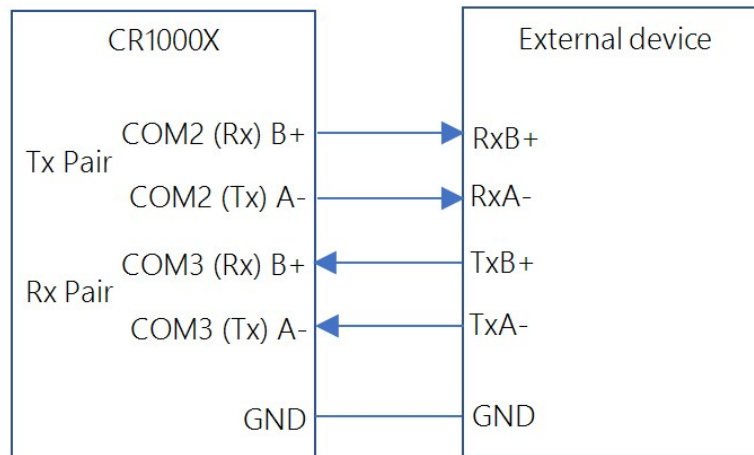 CR1000X
External device
Tx Pair
COM2 (Rx) B+
RxB+
COM2 (Tx) A-
RxA-
Rx Pair
COM3 (Rx) B+
TxB+
COM3 (Tx) A-
TxA-
GND
GND